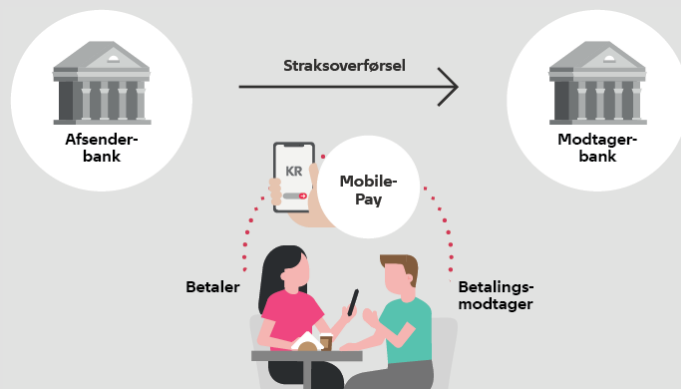 Straksoverførsel
Afsender-
bank
Modtager-
bank
KR
Mobile-
Pay
Betaler
Betalings-
modtager